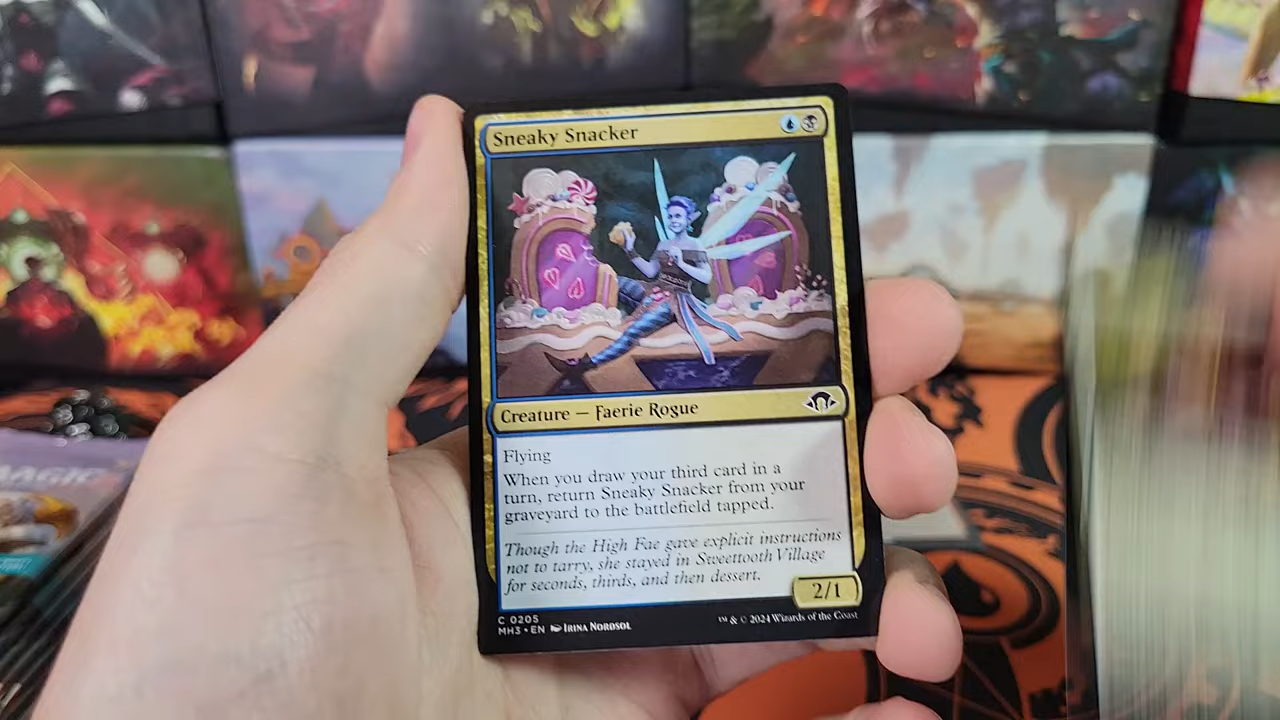 Sneaky Snacker
Creature — Faerie Rogue
Flying
When you draw your third card in a
turn, return Sneaky Snacker from your
graveyard to the battlefield tapped.
Though the High Fae gave explicit instructions
not to tarry, she stayed in Sweettooth Village
for seconds, thirds, and then dessert.
2/1
C 0205
MH3 • EN Irina Nordsol
™ & © 2024 Wizards of the Coast
MAGIC